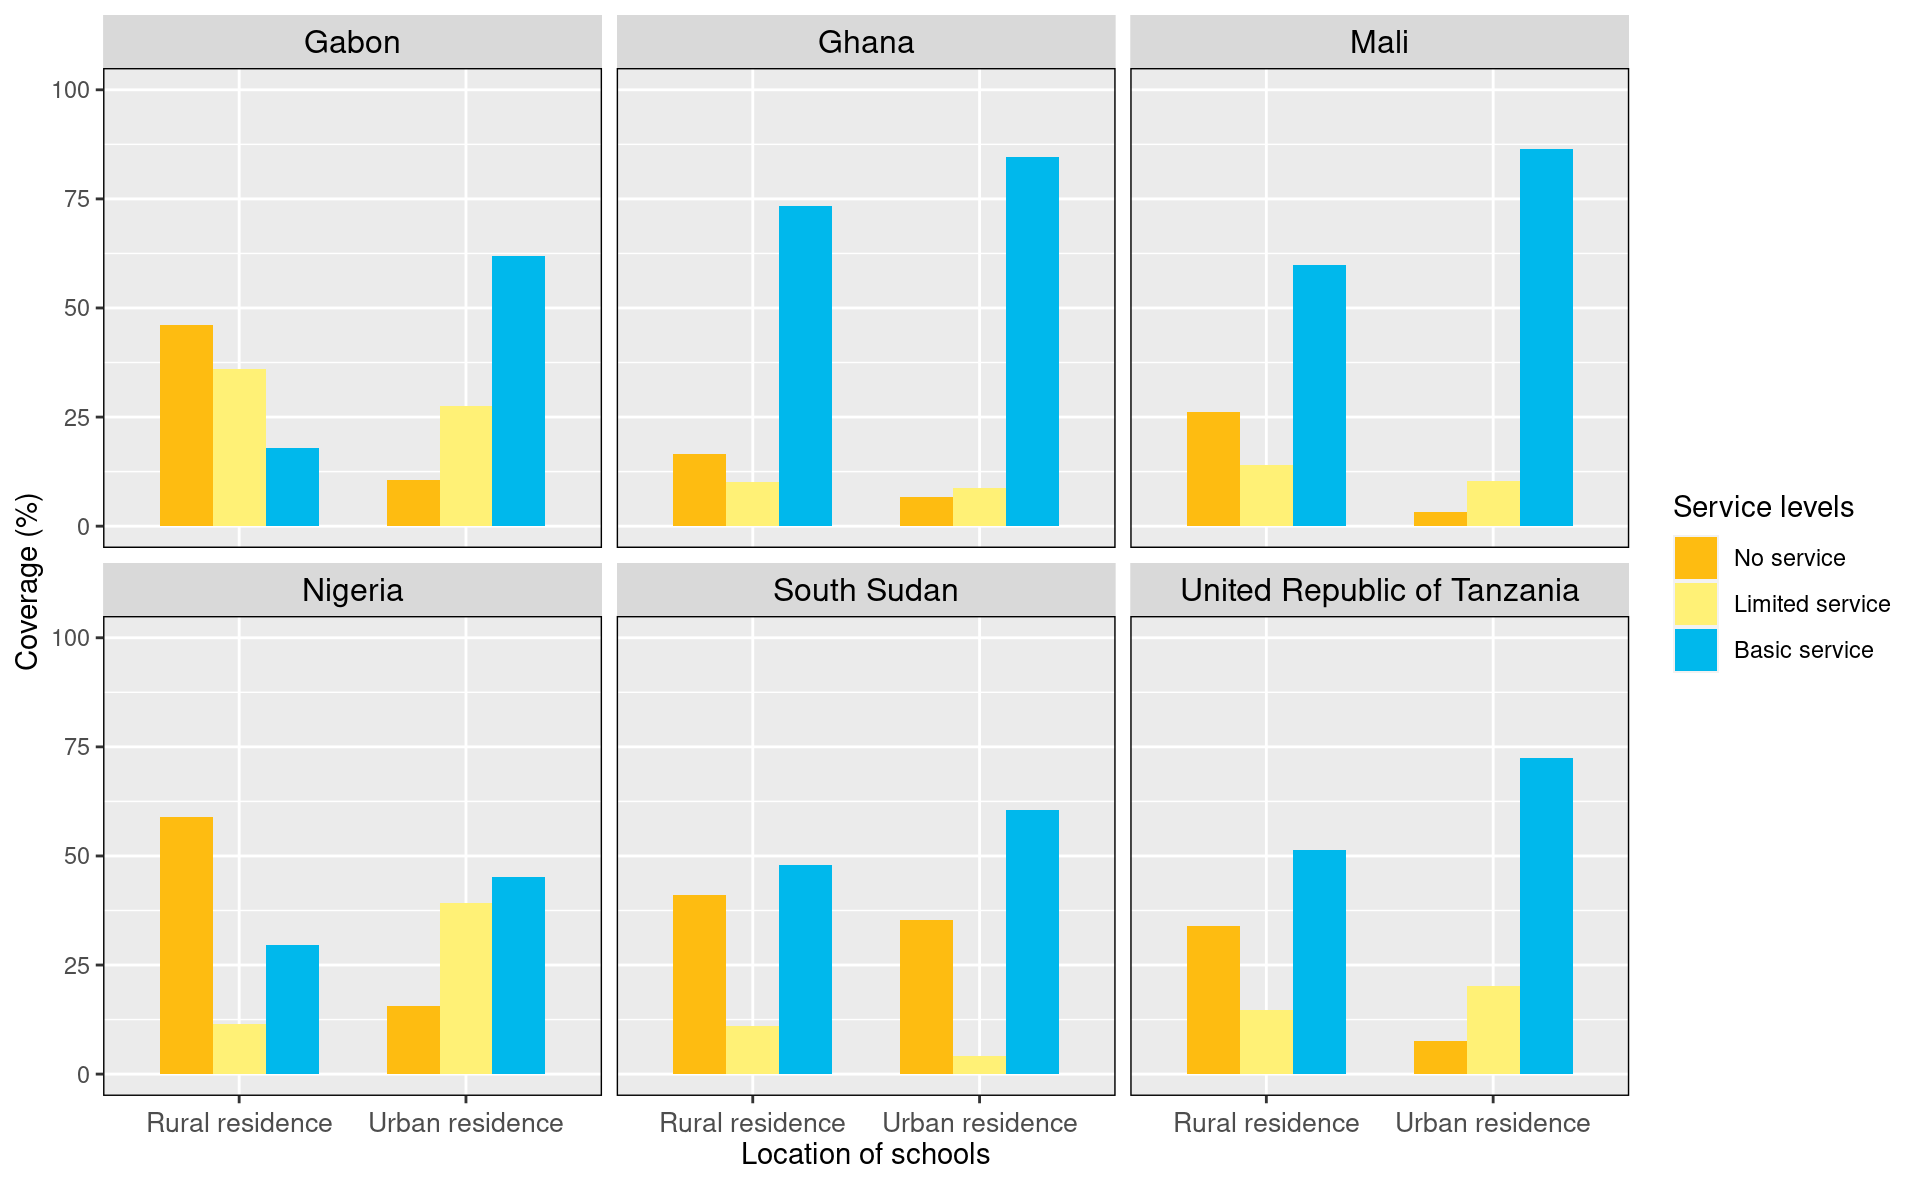 Gabon
Ghana
Mali
100
75
50
25
0
Nigeria
South Sudan
United Republic of Tanzania
100
75
50
25
0
Rural residence
Urban residence
Rural residence
Urban residence
Rural residence
Urban residence
Location of schools
Coverage (%)
Service levels
No service
Limited service
Basic service